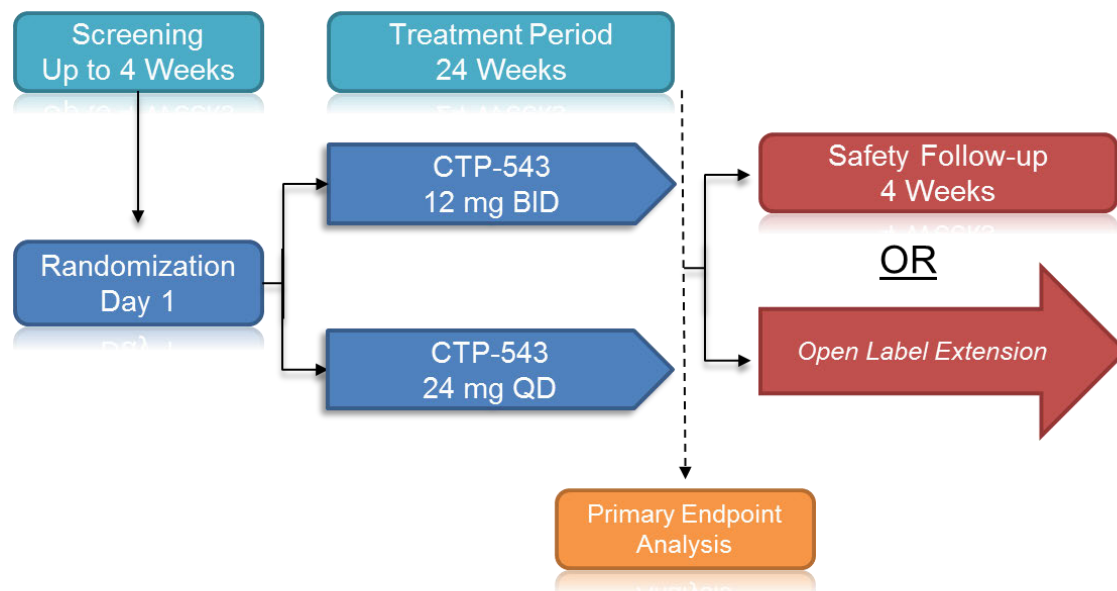 Screening
Up to 4 Weeks
Treatment Period
24 Weeks
CTP-543
12 mg BID
Safety Follow-up
4 Weeks
Randomization
Day 1
OR
CTP-543
24 mg QD
Open Label Extension
Primary Endpoint
Analysis